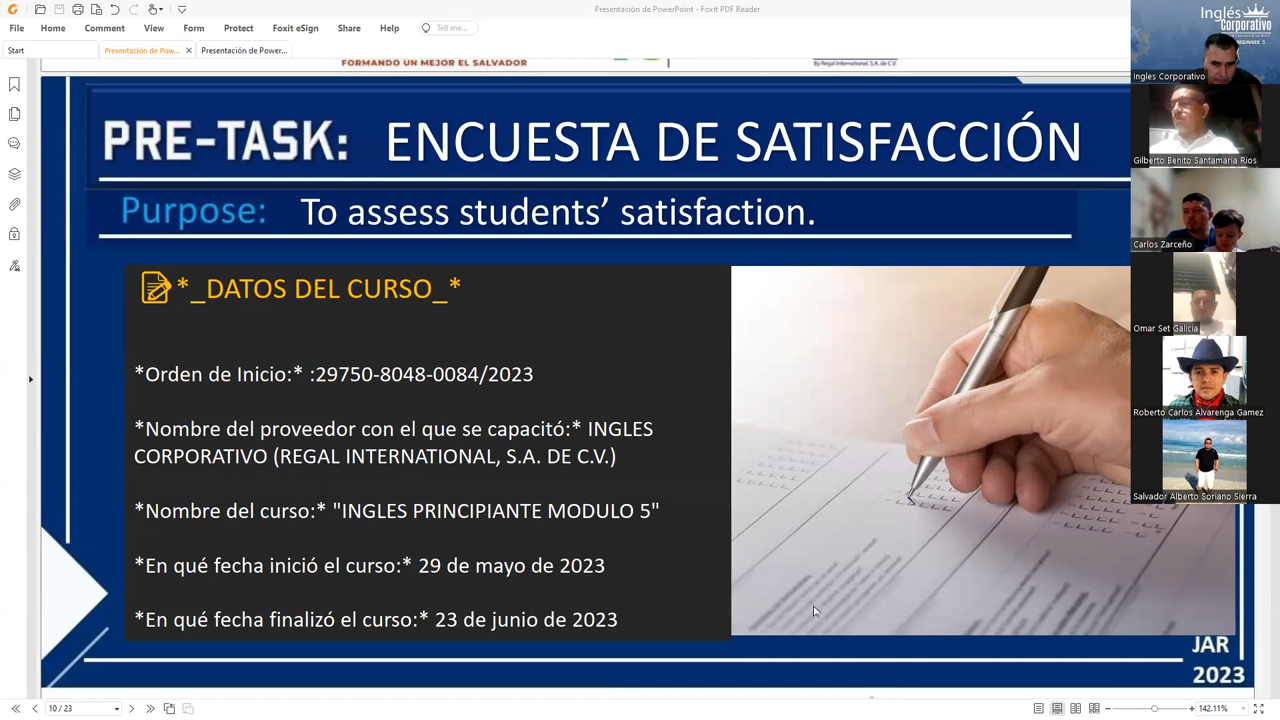 Presentación de PowerPoint - Foxit PDF Reader
File Home Comment View Form Protect Foxit eSign Share Help Tell me...
Start Presentación de Pow... Presentación de Power...
FORMANDO UN MEJOR EL SALVADOR
By Regal International. S.A. de C.V.
PRE-TASK: ENCUESTA DE SATISFACCIÓN
Purpose: To assess students' satisfaction.
*_DATOS DEL CURSO_*
*Orden de Inicio:* :29750-8048-0084/2023
*Nombre del proveedor con el que se capacitó:* INGLES
CORPORATIVO (REGAL INTERNATIONAL, S.A. DE C.V.)
*Nombre del curso:* "INGLES PRINCIPIANTE MODULO 5"
*En qué fecha inició el curso:* 29 de mayo de 2023
*En qué fecha finalizó el curso:* 23 de junio de 2023
JAR
2023
Inglés
Corporativo
BEGINNER 5
Ingles Corporativo
Gilberto Benito Santamaria Rios
Carlos Zarceño
Omar Set Galicia
Roberto Carlos Alvarenga Gamez
Salvador Alberto Soriano Sierra
10 / 23
142.11%